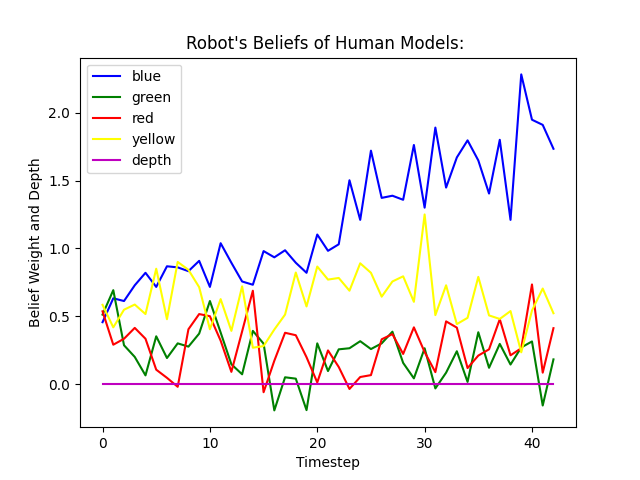 Robot's Beliefs of Human Models:
blue
green
red
yellow
depth
Belief Weight and Depth
2.0
1.5
1.0
0.5
0.0
0 10 20 30 40
Timestep